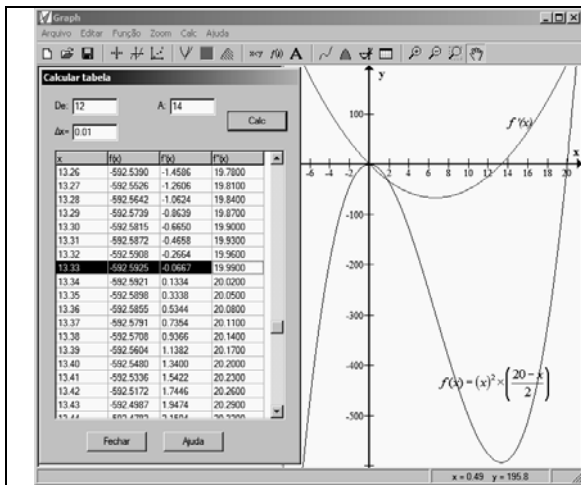 Graph
Arquivo Editar Função Zoom Calc Ajuda
Calcular tabela
De: 12 A: 14
Calc
Δx= 0.01
x f(x) f'(x) f''(x)
13.26 -592.5390 -1.4586 19.7800
13.27 -592.5526 -1.2606 19.8100
13.28 -592.5642 -1.0624 19.8400
13.29 -592.5739 -0.8639 19.8700
13.30 -592.5815 -0.6650 19.9000
13.31 -592.5872 -0.4658 19.9300
13.32 -592.5908 -0.2664 19.9600
13.33 -592.5925 -0.0667 19.9900
13.34 -592.5921 0.1334 20.0200
13.35 -592.5898 0.3338 20.0500
13.36 -592.5855 0.5344 20.0800
13.37 -592.5791 0.7354 20.1100
13.38 -592.5708 0.9366 20.1400
13.39 -592.5604 1.1382 20.1700
13.40 -592.5480 1.3400 20.2000
13.41 -592.5336 1.5422 20.2300
13.42 -592.5172 1.7446 20.2600
13.43 -592.4987 1.9474 20.2900
Fechar Ajuda
y
100
f'(x)
x
-6 -4 -2 2 4 6 8 10 12 14 16 18 20
-100
-200
-300
-400
f(x) = (x)² × (20 - x / 2)
-500
x = 0.49 y = 195.8